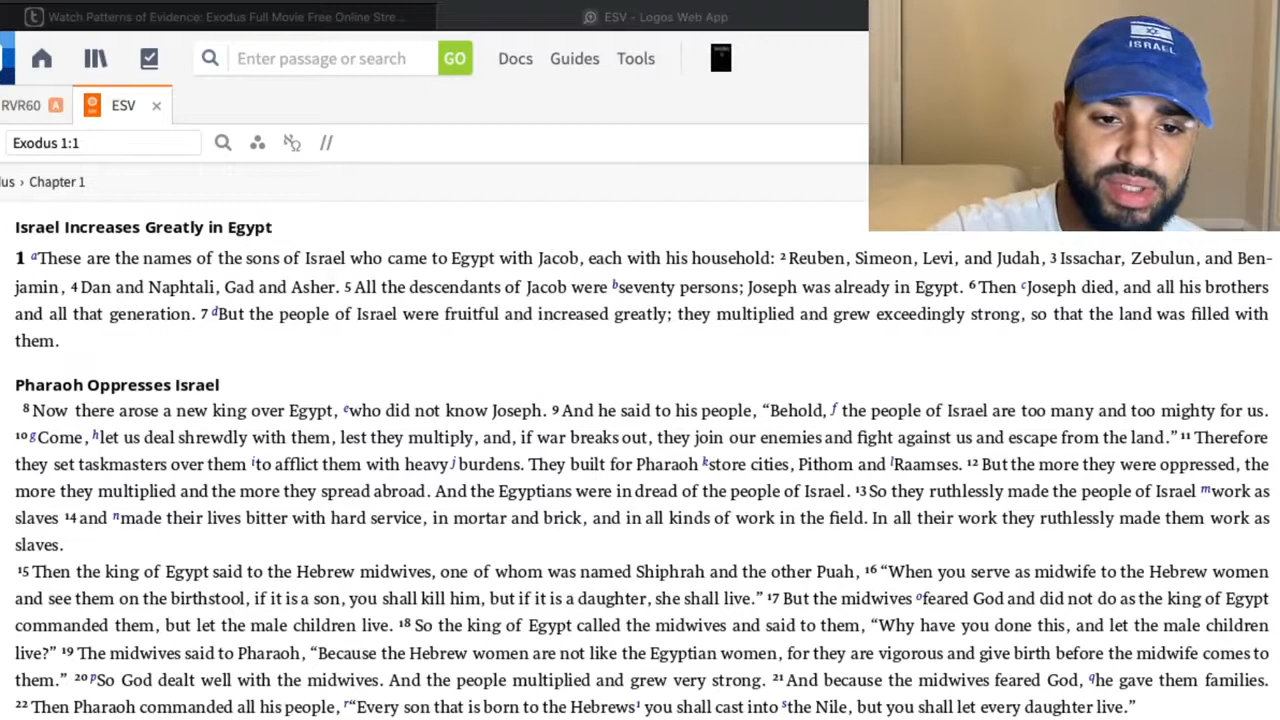 Watch Patterns of Evidence: Exodus Full Movie Free Online Stre...
ESV - Logos Web App
Enter passage or search GO Docs Guides Tools
RVR60 A ESV ×
Exodus 1:1
lus › Chapter 1
ISRAEL
Israel Increases Greatly in Egypt
1 aThese are the names of the sons of Israel who came to Egypt with Jacob, each with his household: 2 Reuben, Simeon, Levi, and Judah, 3 Issachar, Zebulun, and Ben-
jamin, 4 Dan and Naphtali, Gad and Asher. 5 All the descendants of Jacob were bseventy persons; Joseph was already in Egypt. 6 Then cJoseph died, and all his brothers
and all that generation. 7 dBut the people of Israel were fruitful and increased greatly; they multiplied and grew exceedingly strong, so that the land was filled with
them.
Pharaoh Oppresses Israel
8 Now there arose a new king over Egypt, ewho did not know Joseph. 9 And he said to his people, “Behold, f the people of Israel are too many and too mighty for us.
10 gCome, hlet us deal shrewdly with them, lest they multiply, and, if war breaks out, they join our enemies and fight against us and escape from the land.” 11 Therefore
they set taskmasters over them ito afflict them with heavy j burdens. They built for Pharaoh kstore cities, Pithom and lRaamses. 12 But the more they were oppressed, the
more they multiplied and the more they spread abroad. And the Egyptians were in dread of the people of Israel. 13 So they ruthlessly made the people of Israel mwork as
slaves 14 and nmade their lives bitter with hard service, in mortar and brick, and in all kinds of work in the field. In all their work they ruthlessly made them work as
slaves.
15 Then the king of Egypt said to the Hebrew midwives, one of whom was named Shiphrah and the other Puah, 16 “When you serve as midwife to the Hebrew women
and see them on the birthstool, if it is a son, you shall kill him, but if it is a daughter, she shall live.” 17 But the midwives ofeared God and did not do as the king of Egypt
commanded them, but let the male children live. 18 So the king of Egypt called the midwives and said to them, “Why have you done this, and let the male children
live?” 19 The midwives said to Pharaoh, “Because the Hebrew women are not like the Egyptian women, for they are vigorous and give birth before the midwife comes to
them.” 20 pSo God dealt well with the midwives. And the people multiplied and grew very strong. 21 And because the midwives feared God, qhe gave them families.
22 Then Pharaoh commanded all his people, r“Every son that is born to the Hebrews1 you shall cast into sthe Nile, but you shall let every daughter live.”